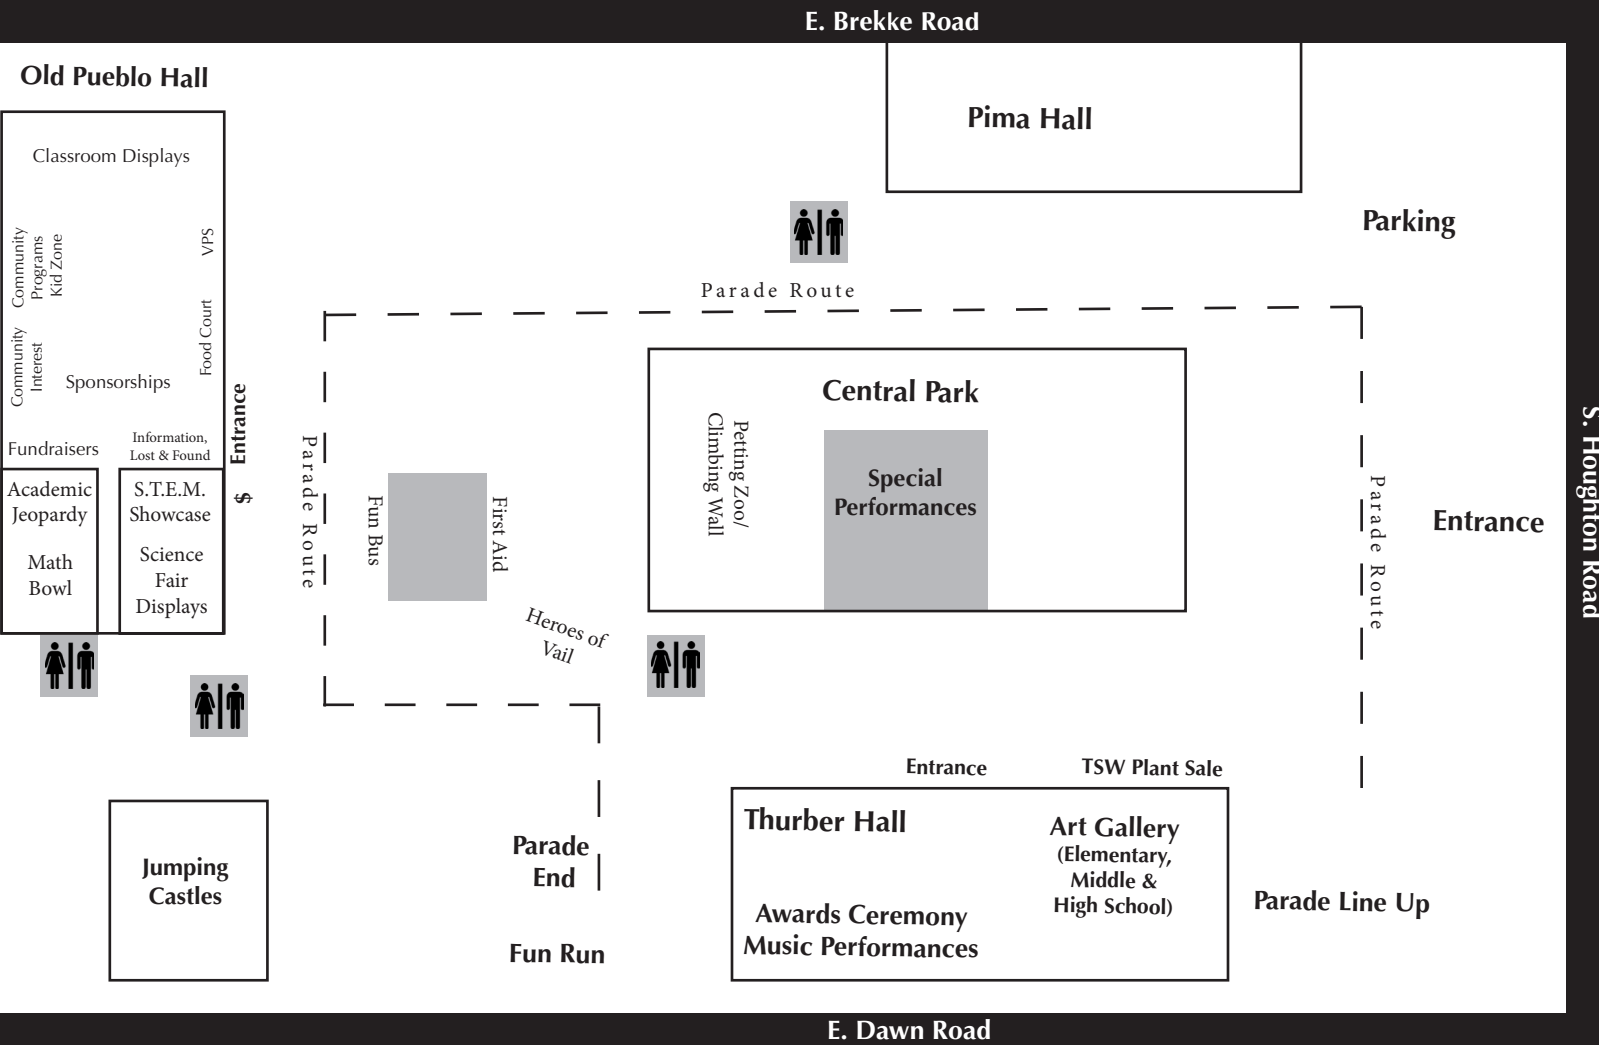 E. Brekke Road
Old Pueblo Hall
Classroom Displays
Community
Programs
Kid Zone
VPS
Community
Interest
Food Court
Sponsorships
Fundraisers
Information,
Lost & Found
Entrance
$
Academic
Jeopardy
Math
Bowl
S.T.E.M.
Showcase
Science
Fair
Displays
Pima Hall
Parking
Parade Route
Parade Route
Fun Bus
First Aid
Heroes of
Vail
Central Park
Petting Zoo/
Climbing Wall
Special
Performances
Parade Route
Entrance
S. Houghton Road
Jumping
Castles
Parade
End
Fun Run
Entrance
TSW Plant Sale
Thurber Hall
Awards Ceremony
Music Performances
Art Gallery
(Elementary,
Middle &
High School)
Parade Line Up
E. Dawn Road